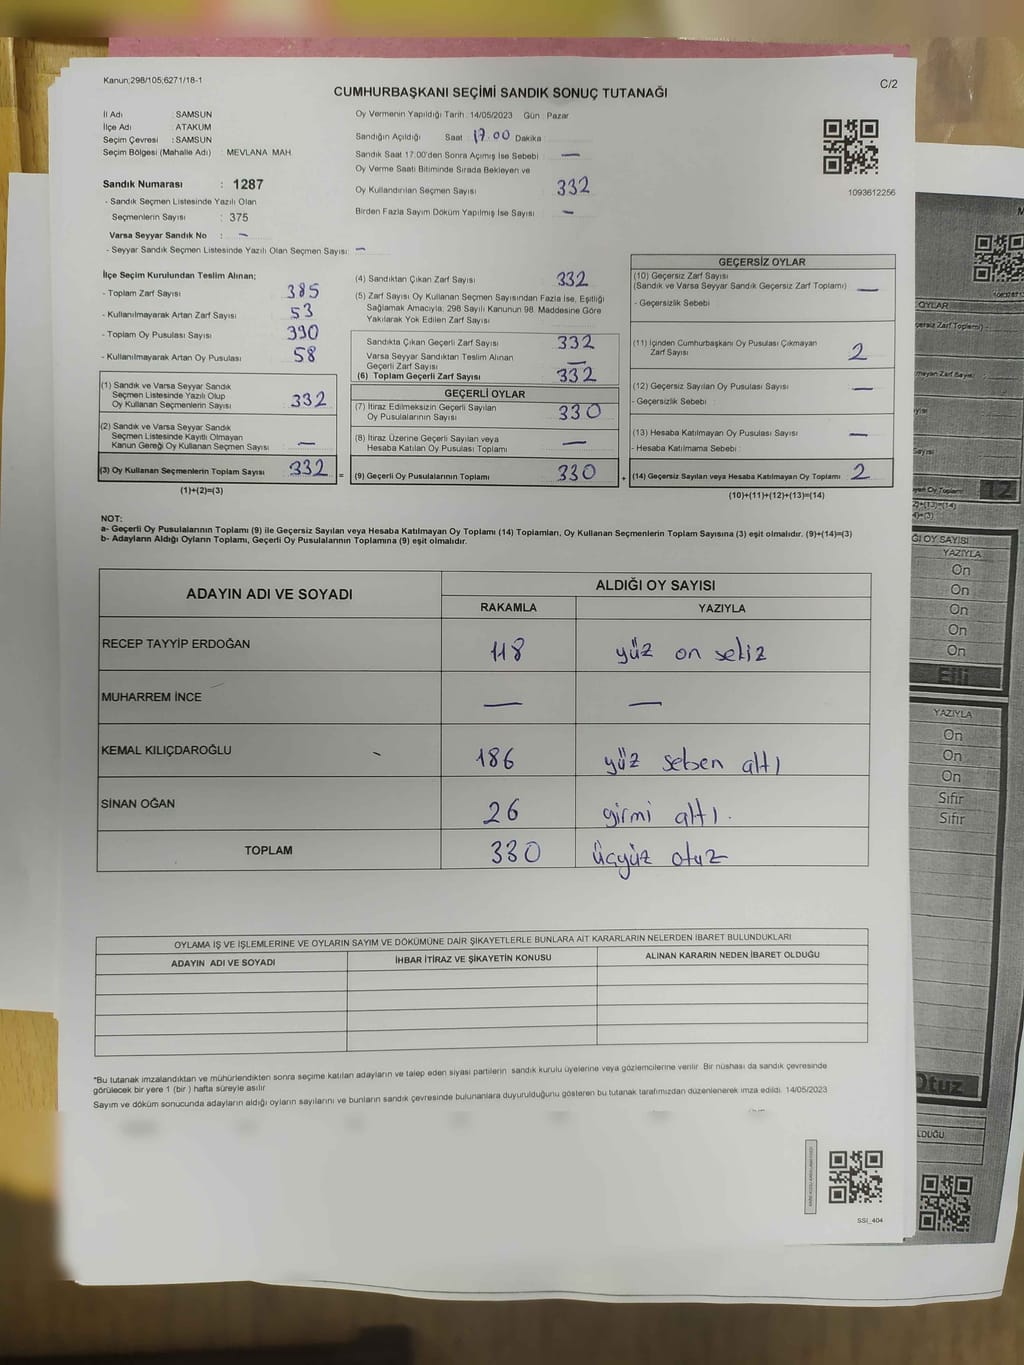 Kanun;298/105;6271/18-1
C/2
CUMHURBAŞKANI SEÇİMİ SANDIK SONUÇ TUTANAĞI
İl Adı : SAMSUN
İlçe Adı : ATAKUM
Seçim Çevresi : SAMSUN
Seçim Bölgesi (Mahalle Adı) : MEVLANA MAH.
Sandık Numarası : 1287
- Sandık Seçmen Listesinde Yazılı Olan
Seçmenlerin Sayısı : 375
Varsa Seyyar Sandık No : –
- Seyyar Sandık Seçmen Listesinde Yazılı Olan Seçmen Sayısı: –
Oy Vermenin Yapıldığı Tarih : 14/05/2023 Gün : Pazar
Sandığın Açıldığı Saat 17.00 Dakika
Sandık Saat 17:00'den Sonra Açımış İse Sebebi : —
Oy Verme Saati Bitiminde Sırada Bekleyen ve
Oy Kullandırılan Seçmen Sayısı 332
Birden Fazla Sayım Döküm Yapılmış İse Sayısı –
1093612256
İlçe Seçim Kurulundan Teslim Alınan;
- Toplam Zarf Sayısı 385
- Kullanılmayarak Artan Zarf Sayısı 53
- Toplam Oy Pusulası Sayısı 390
- Kullanılmayarak Artan Oy Pusulası 58
(1) Sandık ve Varsa Seyyar Sandık
Seçmen Listesinde Yazılı Olup
Oy Kullanan Seçmenlerin Sayısı 332
(2) Sandık ve Varsa Seyyar Sandık
Seçmen Listesinde Kayıtlı Olmayan
Kanun Gereği Oy Kullanan Seçmen Sayısı —
(3) Oy Kullanan Seçmenlerin Toplam Sayısı 332 =
(1)+(2)=(3)
(4) Sandıktan Çıkan Zarf Sayısı 332
(5) Zarf Sayısı Oy Kullanan Seçmen Sayısından Fazla İse, Eşitliği
Sağlamak Amacıyla, 298 Sayılı Kanunun 98. Maddesine Göre
Yakılarak Yok Edilen Zarf Sayısı
Sandıkta Çıkan Geçerli Zarf Sayısı 332
Varsa Seyyar Sandıktan Teslim Alınan
Geçerli Zarf Sayısı —
(6) Toplam Geçerli Zarf Sayısı 332
GEÇERLİ OYLAR
(7) İtiraz Edilmeksizin Geçerli Sayılan
Oy Pusulalarının Sayısı 330
(8) İtiraz Üzerine Geçerli Sayılan veya
Hesaba Katılan Oy Pusulaları Toplamı —
(9) Geçerli Oy Pusulalarının Toplamı 330 +
GEÇERSİZ OYLAR
(10) Geçersiz Zarf Sayısı
(Sandık ve Varsa Seyyar Sandık Geçersiz Zarf Toplamı) —
- Geçersizlik Sebebi :
(11) İçinden Cumhurbaşkanı Oy Pusulası Çıkmayan
Zarf Sayısı 2
(12) Geçersiz Sayılan Oy Pusulası Sayısı —
- Geçersizlik Sebebi :
(13) Hesaba Katılmayan Oy Pusulası Sayısı —
- Hesaba Katılmama Sebebi :
(14) Geçersiz Sayılan veya Hesaba Katılmayan Oy Toplamı 2
(10)+(11)+(12)+(13)=(14)
NOT:
a- Geçerli Oy Pusulalarının Toplamı (9) ile Geçersiz Sayılan veya Hesaba Katılmayan Oy Toplamı (14) Toplamları, Oy Kullanan Seçmenlerin Toplam Sayısına (3) eşit olmalıdır. (9)+(14)=(3)
b- Adayların Aldığı Oyların Toplamı, Geçerli Oy Pusulalarının Toplamına (9) eşit olmalıdır.
ADAYIN ADI VE SOYADI
ALDIĞI OY SAYISI
RAKAMLA YAZIYLA
RECEP TAYYİP ERDOĞAN 118 yüz on sekiz
MUHARREM İNCE — —
KEMAL KILIÇDAROĞLU 186 yüz seksen altı
SİNAN OĞAN 26 yirmi altı.
TOPLAM 330 üçyüz otuz
OYLAMA İŞ VE İŞLEMLERİNE VE OYLARIN SAYIM VE DÖKÜMÜNE DAİR ŞİKAYETLERLE BUNLARA AİT KARARLARIN NELERDEN İBARET BULUNDUKLARI
ADAYIN ADI VE SOYADI İHBAR İTİRAZ VE ŞİKAYETİN KONUSU ALINAN KARARIN NEDEN İBARET OLDUĞU
*Bu tutanak imzalandıktan ve mühürlendikten sonra seçime katılan adayların ve talep eden siyasi partilerin sandık kurulu üyelerine veya gözlemcilerine verilir. Bir nüshası da sandık çevresinde
görülecek bir yere 1 (bir) hafta süreyle asılır.
Sayım ve döküm sonucunda adayların aldığı oyların sayılarını ve bunların sandık çevresinde bulunanlara duyurulduğunu gösteren bu tutanak tarafımızdan düzenlenerek imza edildi. 14/05/2023
SSI_404
OYLAR
12
OY SAYISI
YAZIYLA
On
On
On
On
On
Elli
YAZIYLA
On
On
On
Sıfır
Sıfır
Otuz